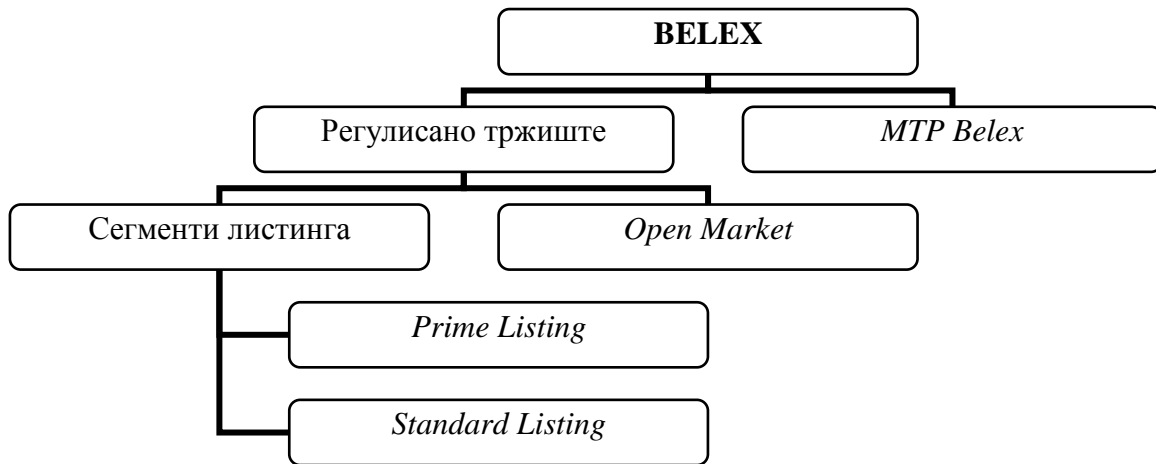 BELEX
Регулисано тржиште
MTP Belex
Сегменти листинга
Open Market
Prime Listing
Standard Listing